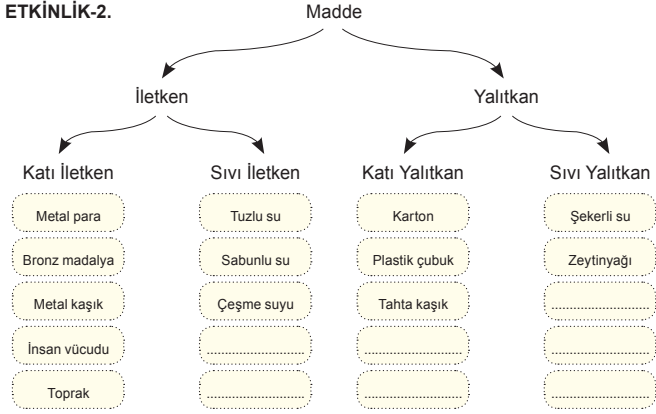 ETKİNLİK-2.
Madde
İletken Yalıtkan
Katı İletken Sıvı İletken Katı Yalıtkan Sıvı Yalıtkan
Metal para Tuzlu su Karton Şekerli su
Bronz madalya Sabunlu su Plastik çubuk Zeytinyağı
Metal kaşık Çeşme suyu Tahta kaşık ..........................
İnsan vücudu .......................... .......................... ..........................
Toprak .......................... .......................... ..........................